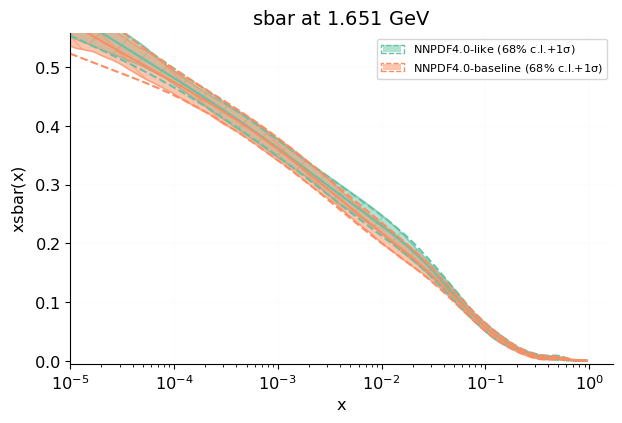 sbar at 1.651 GeV
NNPDF4.0-like (68% c.l.+1σ)
NNPDF4.0-baseline (68% c.l.+1σ)
xsbar(x)
0.5
0.4
0.3
0.2
0.1
0.0
10⁻⁵ 10⁻⁴ 10⁻³ 10⁻² 10⁻¹ 10⁰
x